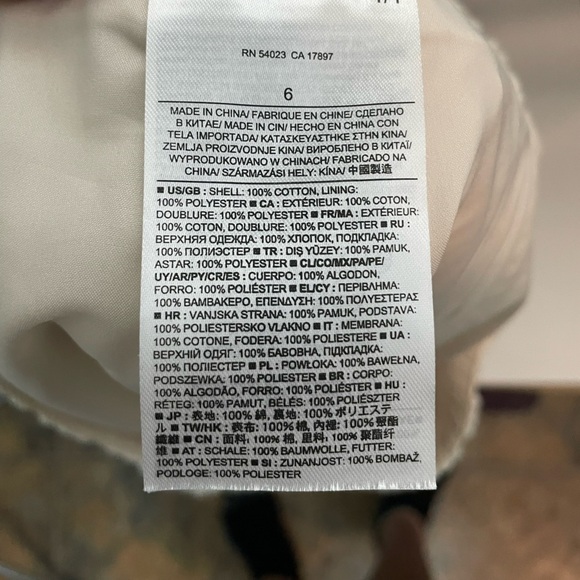 RN 54023 CA 17897
6
MADE IN CHINA/ FABRIQUE EN CHINE/ СДЕЛАНО
В КИТАЕ/ MADE IN CIN/ HECHO EN CHINA CON
TELA IMPORTADA/ ΚΑΤΑΣΚΕΥΑΣΤΗΚΕ ΣΤΗΝ ΚΙΝΑ/
ZEMLJA PROIZVODNJE KINA/ ВИРОБЛЕНО В КИТАЇ/
WYPRODUKOWANO W CHINACH/ FABRICADO NA
CHINA/ SZÁRMAZÁSI HELY: KÍNA/ 中國製造
■ US/GB : SHELL: 100% COTTON, LINING:
100% POLYESTER ■ CA : EXTÉRIEUR: 100% COTON,
DOUBLURE: 100% POLYESTER ■ FR/MA : EXTÉRIEUR:
100% COTON, DOUBLURE: 100% POLYESTER ■ RU :
ВЕРХНЯЯ ОДЕЖДА: 100% ХЛОПОК, ПОДКЛАДКА:
100% ПОЛИЭСТЕР ■ TR : DIŞ YÜZEY: 100% PAMUK,
ASTAR: 100% POLYESTER ■ CL/CO/MX/PA/PE/
UY/AR/PY/CR/ES : CUERPO: 100% ALGODON,
FORRO: 100% POLIÉSTER ■ EL/CY : ΠΕΡΙΒΛΗΜΑ:
100% ΒΑΜΒΑΚΕΡΟ, ΕΠΕΝΔΥΣΗ: 100% ΠΟΛΥΕΣΤΕΡΑΣ
■ HR : VANJSKA STRANA: 100% PAMUK, PODSTAVA:
100% POLIESTERSKO VLAKNO ■ IT : MEMBRANA:
100% COTONE, FODERA: 100% POLIESTERE ■ UA :
ВЕРХНІЙ ОДЯГ: 100% БАВОВНА, ПІДКЛАДКА:
100% ПОЛІЕСТЕР ■ PL : POWŁOKA: 100% BAWEŁNA,
PODSZEWKA: 100% POLIESTER ■ BR : CORPO:
100% ALGODÃO, FORRO: 100% POLIÉSTER ■ HU :
RÉTEG: 100% PAMUT, BÉLÉS: 100% POLIÉSZTER
■ JP : 表地: 100% 綿, 裏地: 100% ポリエステ
ル ■ TW/HK : 表布: 100% 棉, 內裡: 100% 聚酯
纖維 ■ CN : 面料: 100% 棉, 里料: 100% 聚酯纤
维 ■ AT : SCHALE: 100% BAUMWOLLE, FUTTER:
100% POLYESTER ■ SI : ZUNANJOST: 100% BOMBAŽ,
PODLOGE: 100% POLIESTER